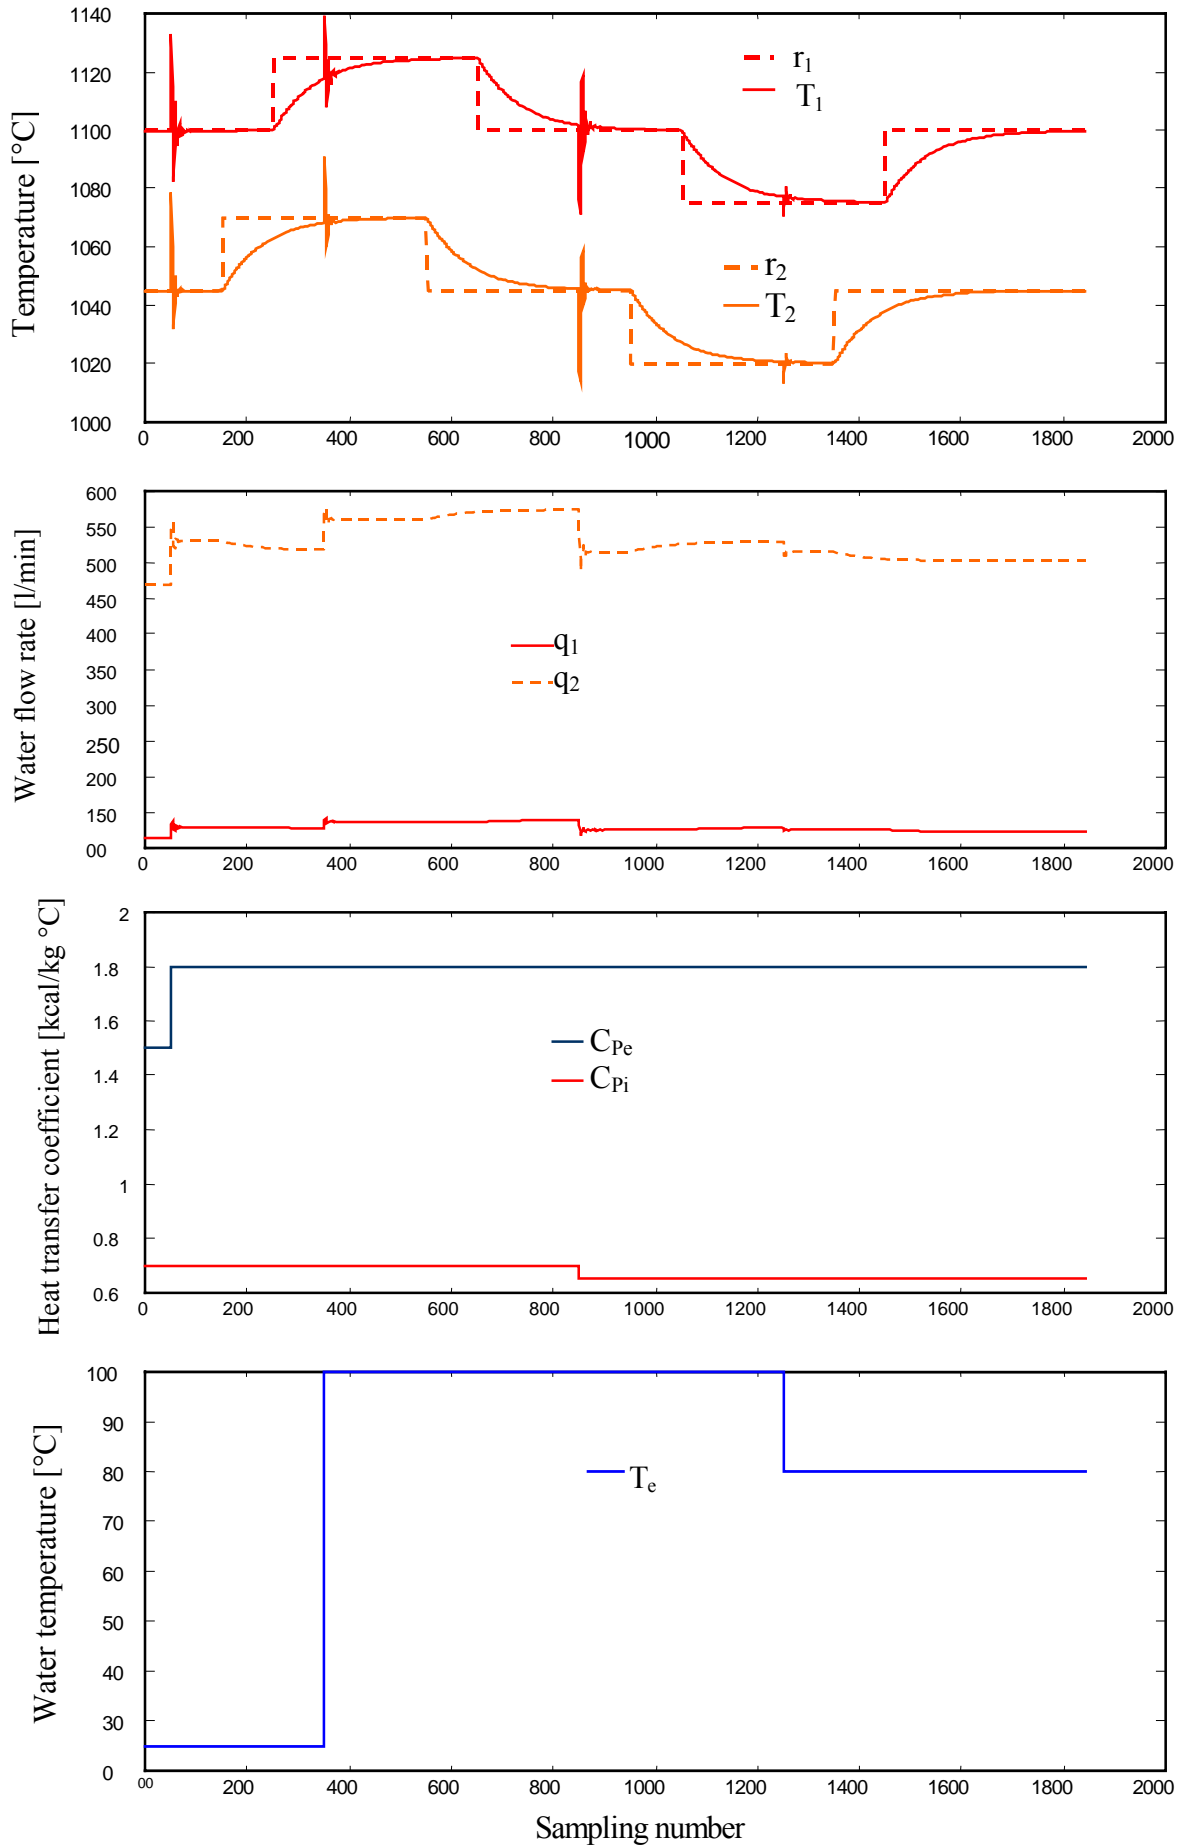 Temperature [°C]
1140
1120
1100
1080
1060
1040
1020
1000
r1
T1
r2
T2
0 200 400 600 800 1000 1200 1400 1600 1800 2000
Water flow rate [l/min]
600
550
500
450
400
350
300
250
200
150
00
q1
q2
0 200 400 600 800 1000 1200 1400 1600 1800 2000
Heat transfer coefficient [kcal/kg °C]
2
1.8
1.6
1.4
1.2
1
0.8
0.6
CPe
CPi
0 200 400 600 800 1000 1200 1400 1600 1800 2000
Water temperature [°C]
100
90
80
70
60
50
40
30
0
Te
00 200 400 600 800 1000 1200 1400 1600 1800 2000
Sampling number